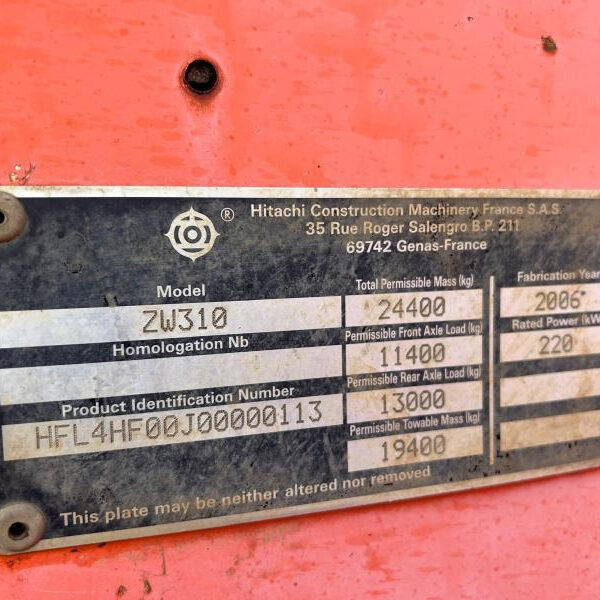 ®
Hitachi Construction Machinery France S.A.S.
35 Rue Roger Salengro B.P. 211
69742 Genas-France
Model
ZW310
Homologation Nb
Product Identification Number
HFL4HF00J00000113
Total Permissible Mass (kg)
24400
Permissible Front Axle Load (kg)
11400
Permissible Rear Axle Load (kg)
13000
Permissible Towable Mass (kg)
19400
Fabrication Year
2006
Rated Power (kW
220
This plate may be neither altered nor removed